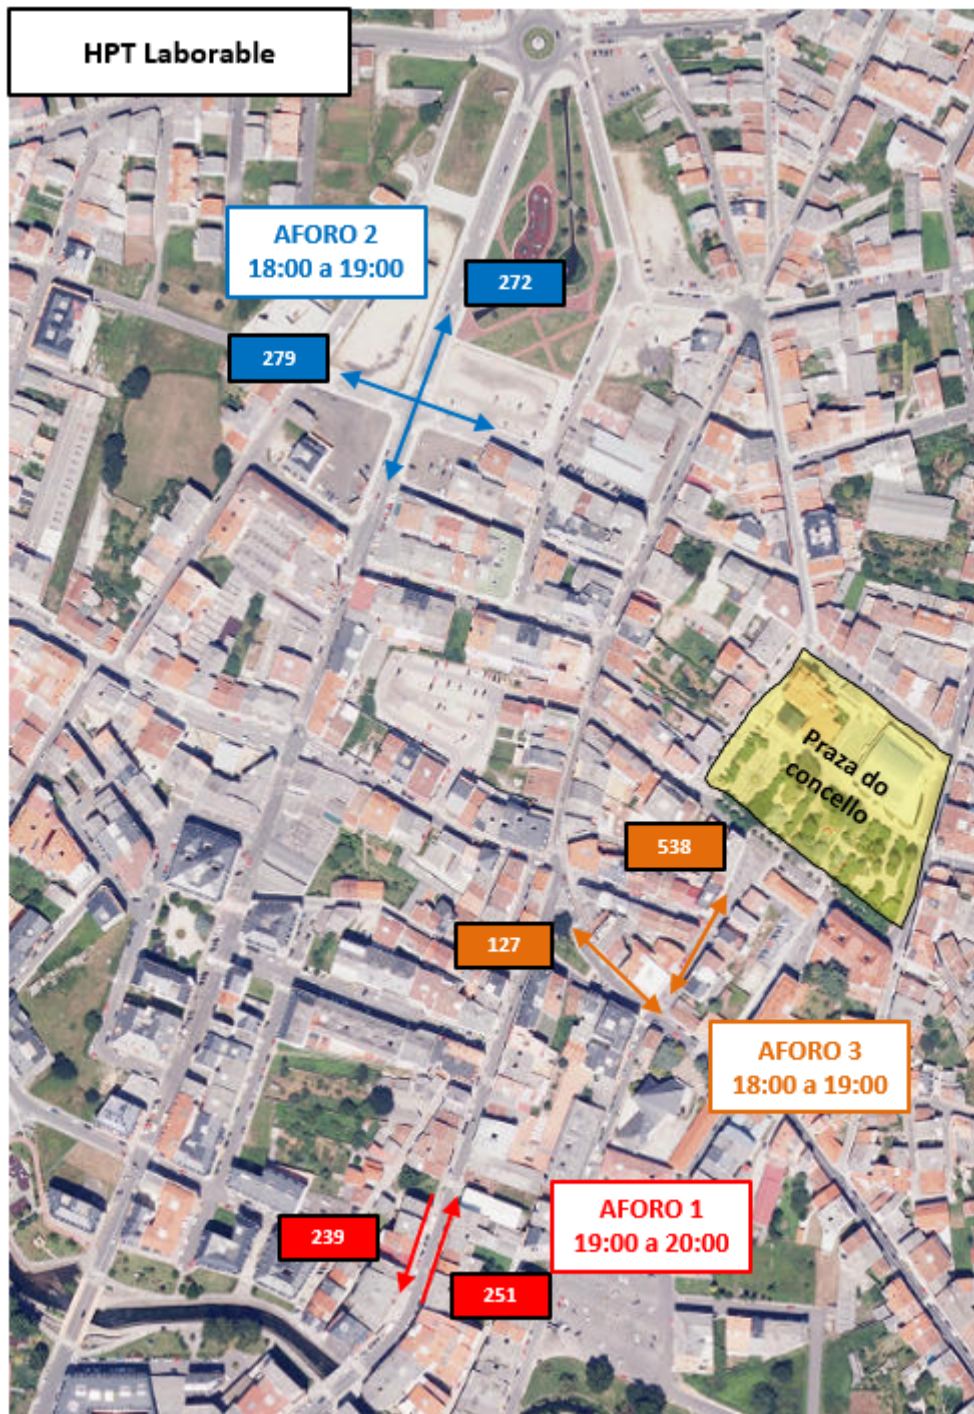 HPT Laborable
AFORO 2
18:00 a 19:00
272
279
Praza do
concello
538
127
AFORO 3
18:00 a 19:00
AFORO 1
19:00 a 20:00
239
251